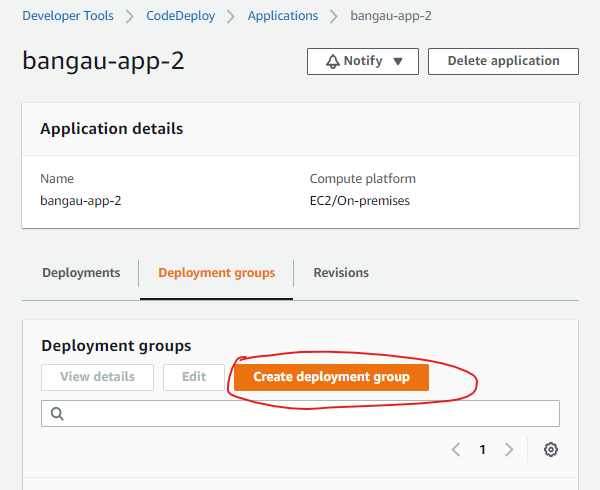 Developer Tools > CodeDeploy > Applications > bangau-app-2
bangau-app-2
Notify ▼
Delete application
Application details
Name
Compute platform
bangau-app-2
EC2/On-premises
Deployments
Deployment groups
Revisions
Deployment groups
View details
Edit
Create deployment group
< 1 >